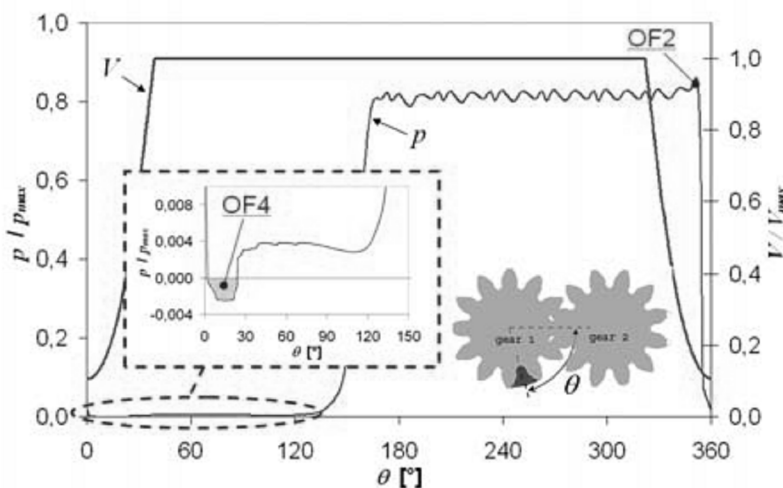 1,0
0,8
0,6
0,4
0,2
0,0
p / pmax
V
OF2
p
1,0
0,8
0,6
0,4
0,2
0,0
V / Vmax
OF4
0,008
0,004
0,000
-0,004
p / pmax
0 30 60 90 120 150
θ [°]
gear 1
gear 2
θ
0 60 120 180 240 300 360
θ [°]